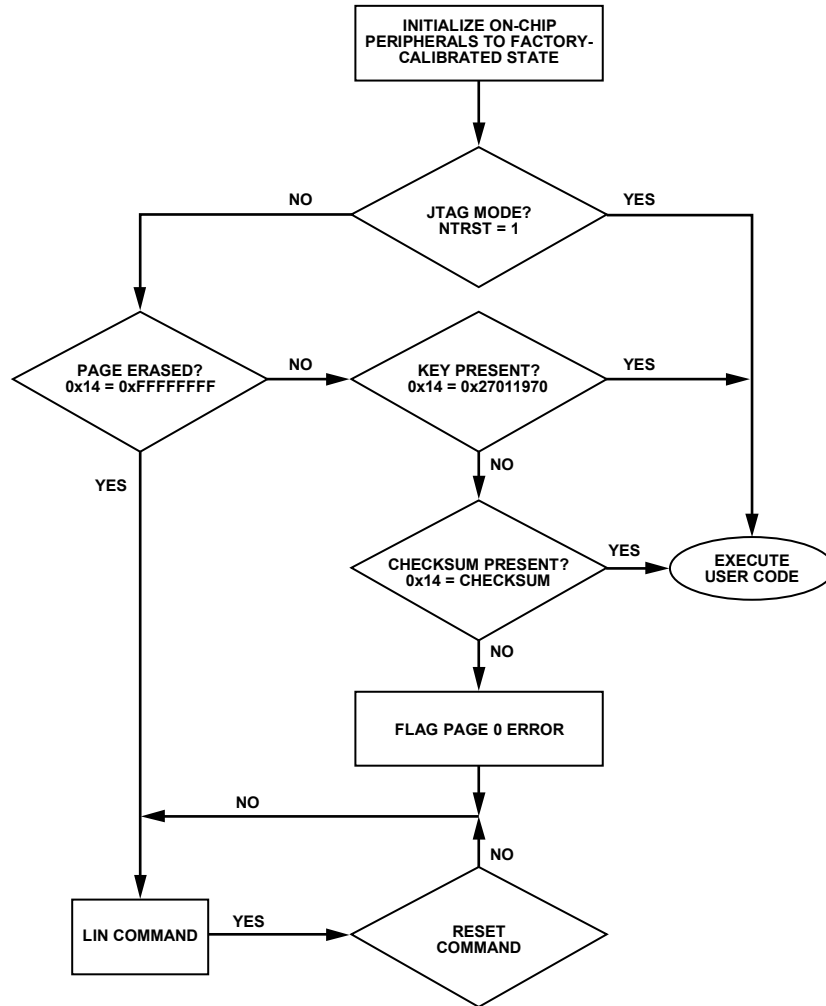 INITIALIZE ON-CHIP
PERIPHERALS TO FACTORY-
CALIBRATED STATE
NO
JTAG MODE?
NTRST = 1
YES
PAGE ERASED?
0x14 = 0xFFFFFFFF
NO
KEY PRESENT?
0x14 = 0x27011970
YES
NO
YES
CHECKSUM PRESENT?
0x14 = CHECKSUM
YES
EXECUTE
USER CODE
NO
FLAG PAGE 0 ERROR
NO
NO
LIN COMMAND
YES
RESET
COMMAND